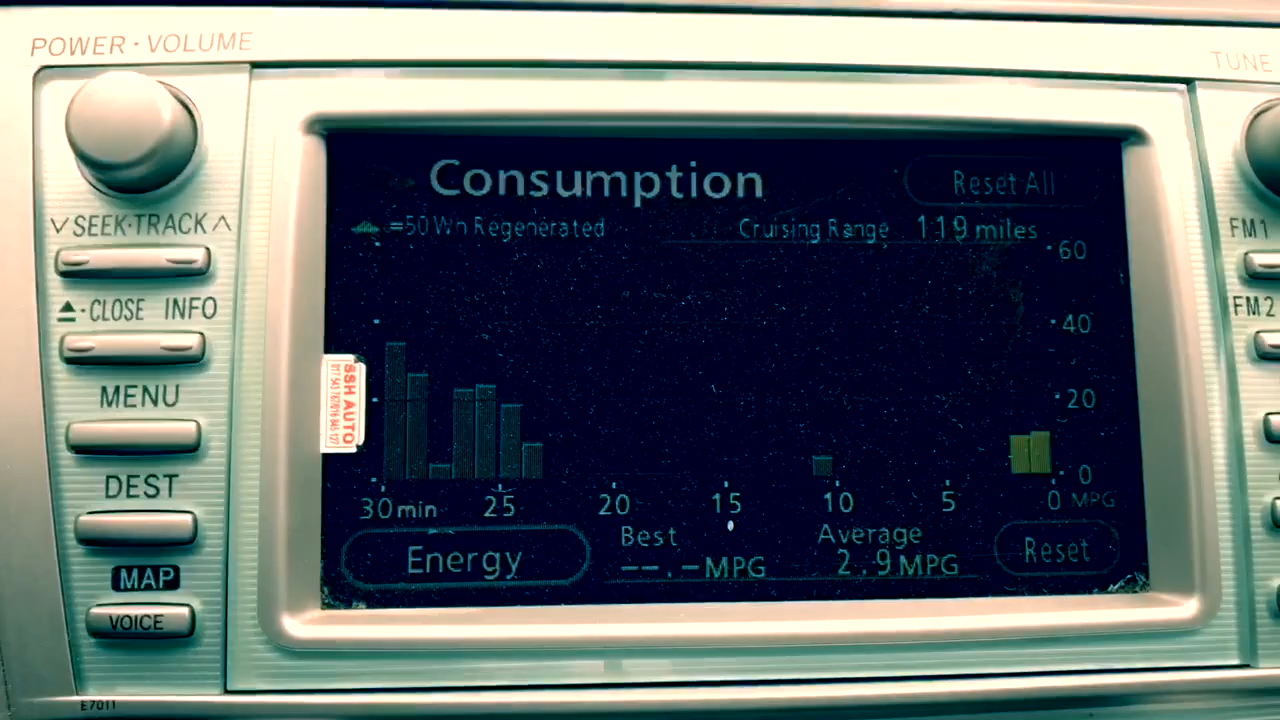 POWER · VOLUME
TUNE
Consumption
Reset All
=50 Wh Regenerated
Cruising Range 119 miles
∨ SEEK·TRACK ∧
FM1
60
▲·CLOSE INFO
FM2
40
SSH AUTO
MENU
20
DEST
0
30 min 25 20 15 10 5 0 MPG
Best
Average
Energy
--.-MPG
2.9 MPG
Reset
MAP
VOICE
E7011